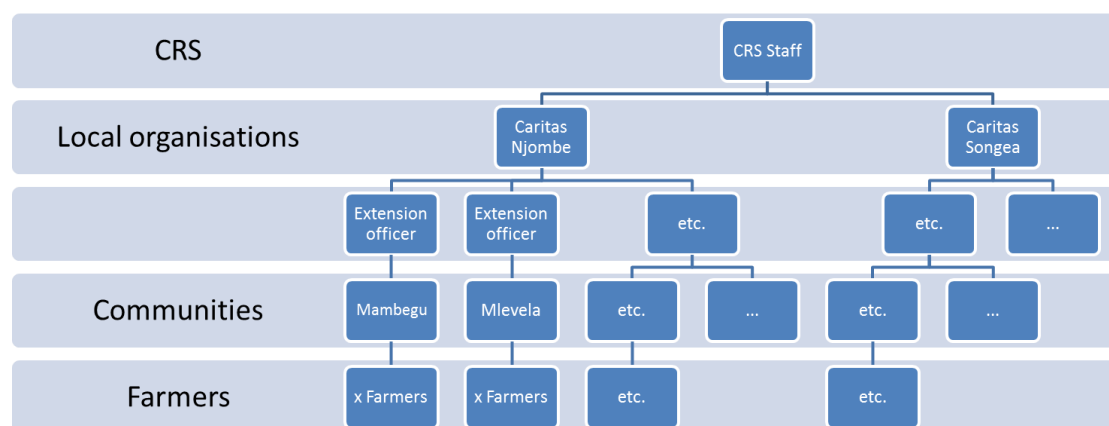 CRS
CRS Staff
Local organisations
Caritas
Njombe
Caritas
Songea
Extension
officer
Extension
officer
etc.
etc.
...
Communities
Mambegu
Mlevela
etc.
...
etc.
...
Farmers
x Farmers
x Farmers
etc.
etc.